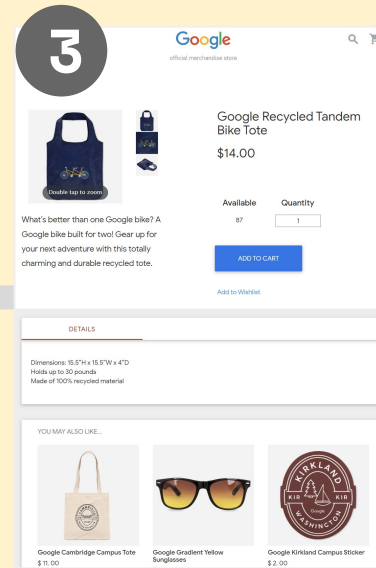 3
Google
official merchandise store
Double tap to zoom
Google Recycled Tandem
Bike Tote
$14.00
Available Quantity
87 1
ADD TO CART
Add to Wishlist
What's better than one Google bike? A
Google bike built for two! Gear up for
your next adventure with this totally
charming and durable recycled tote.
DETAILS
Dimensions: 15.5"H x 15.5"W x 4"D
Holds up to 30 pounds
Made of 100% recycled material
YOU MAY ALSO LIKE...
KIRKLAND
KIR KIR
Google
WASHINGTON
Google Cambridge Campus Tote
$ 11. 00
Google Gradient Yellow
Sunglasses
Google Kirkland Campus Sticker
$ 2. 00